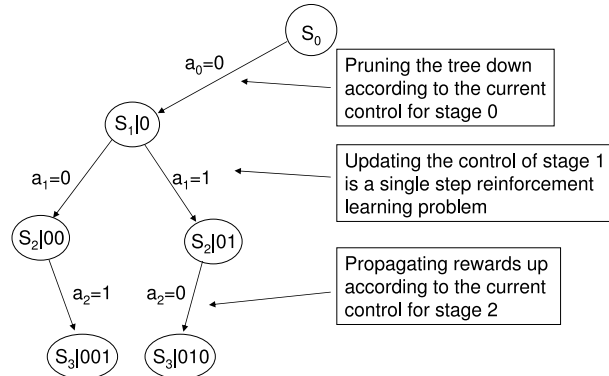 S0
a0=0
Pruning the tree down
according to the current
control for stage 0
S1|0
a1=0
a1=1
Updating the control of stage 1
is a single step reinforcement
learning problem
S2|00
S2|01
a2=1
a2=0
Propagating rewards up
according to the current
control for stage 2
S3|001
S3|010